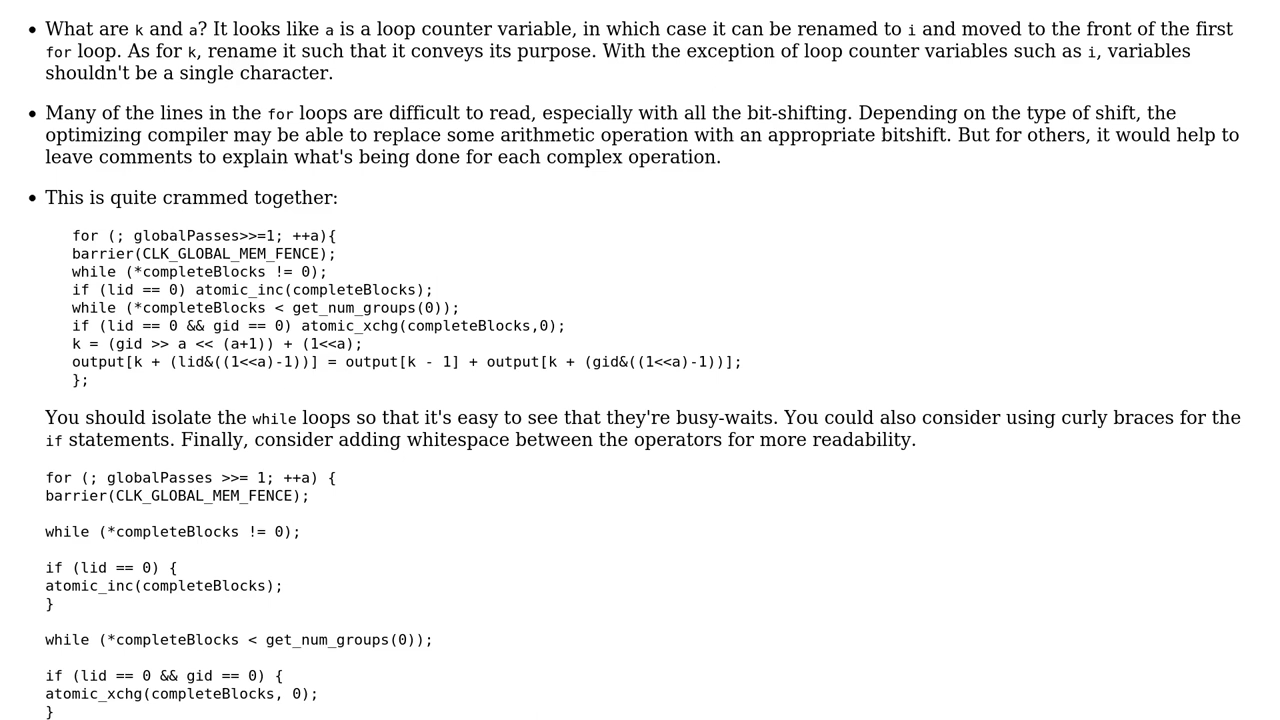 • What are k and a? It looks like a is a loop counter variable, in which case it can be renamed to i and moved to the front of the first
for loop. As for k, rename it such that it conveys its purpose. With the exception of loop counter variables such as i, variables
shouldn't be a single character.
• Many of the lines in the for loops are difficult to read, especially with all the bit-shifting. Depending on the type of shift, the
optimizing compiler may be able to replace some arithmetic operation with an appropriate bitshift. But for others, it would help to
leave comments to explain what's being done for each complex operation.
• This is quite crammed together:
for (; globalPasses>>=1; ++a){
barrier(CLK_GLOBAL_MEM_FENCE);
while (*completeBlocks != 0);
if (lid == 0) atomic_inc(completeBlocks);
while (*completeBlocks < get_num_groups(0));
if (lid == 0 && gid == 0) atomic_xchg(completeBlocks,0);
k = (gid >> a << (a+1)) + (1<<a);
output[k + (lid&((1<<a)-1))] = output[k - 1] + output[k + (gid&((1<<a)-1))];
};
You should isolate the while loops so that it's easy to see that they're busy-waits. You could also consider using curly braces for the
if statements. Finally, consider adding whitespace between the operators for more readability.
for (; globalPasses >>= 1; ++a) {
barrier(CLK_GLOBAL_MEM_FENCE);
while (*completeBlocks != 0);
if (lid == 0) {
atomic_inc(completeBlocks);
}
while (*completeBlocks < get_num_groups(0));
if (lid == 0 && gid == 0) {
atomic_xchg(completeBlocks, 0);
}